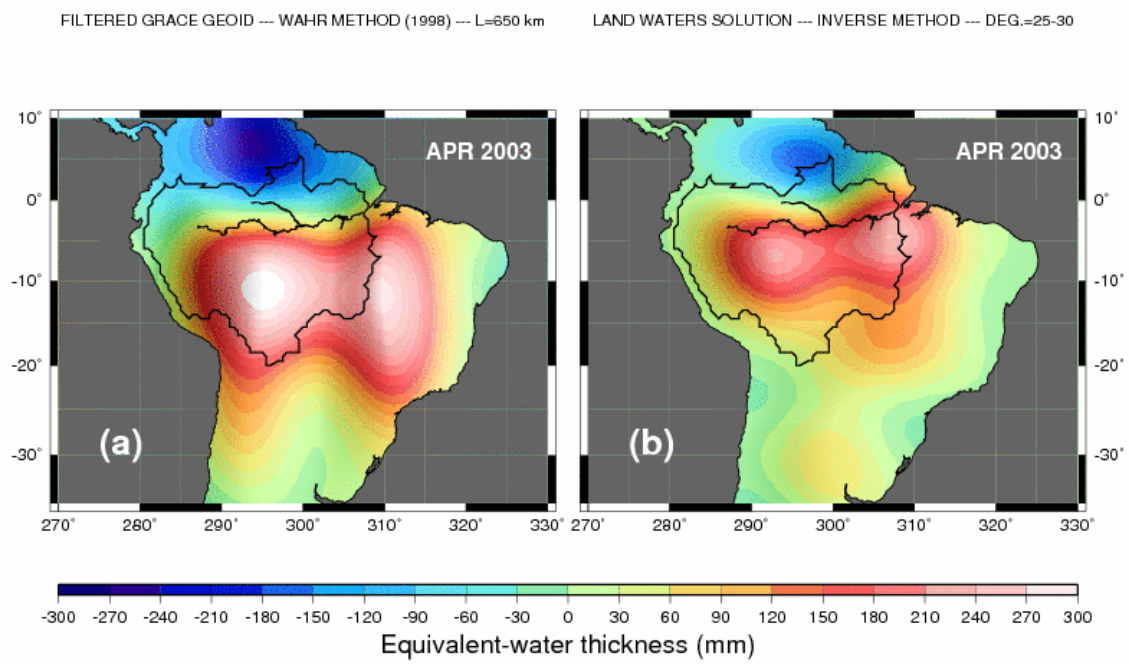 FILTERED GRACE GEOID --- WAHR METHOD (1998) --- L=650 km
LAND WATERS SOLUTION --- INVERSE METHOD --- DEG.=25-30
10˚
0˚
-10˚
-20˚
-30˚
APR 2003
(a)
270˚ 280˚ 290˚ 300˚ 310˚ 320˚ 330˚
APR 2003
(b)
10˚
0˚
-10˚
-20˚
-30˚
270˚ 280˚ 290˚ 300˚ 310˚ 320˚ 330˚
-300 -270 -240 -210 -180 -150 -120 -90 -60 -30 0 30 60 90 120 150 180 210 240 270 300
Equivalent-water thickness (mm)